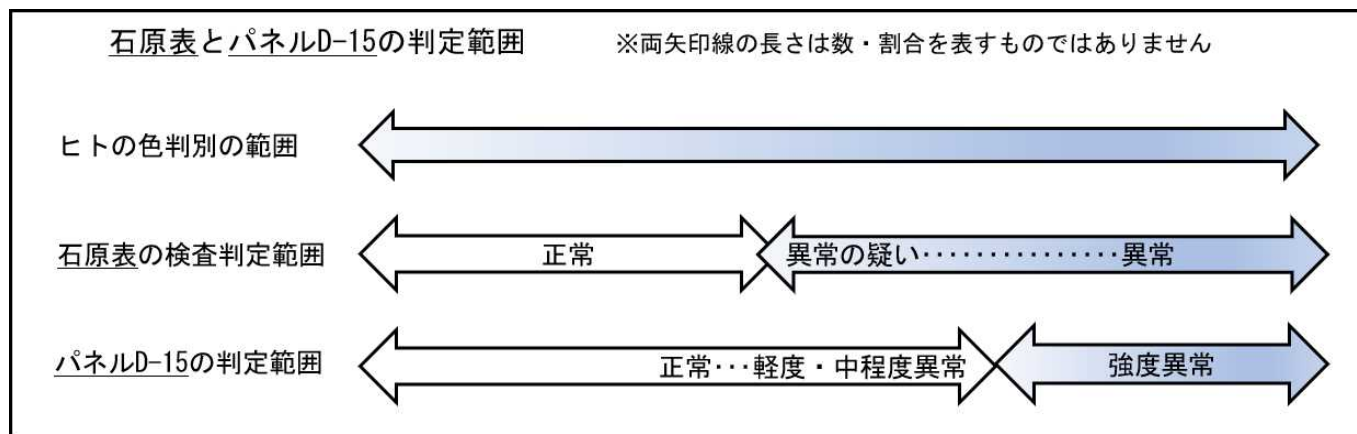 石原表とパネルD-15の判定範囲 ※両矢印線の長さは数・割合を表すものではありません
ヒトの色判別の範囲
石原表の検査判定範囲 正常 異常の疑い・・・・・・・・・・・・・・・異常
パネルD-15の判定範囲 正常・・・軽度・中程度異常 強度異常